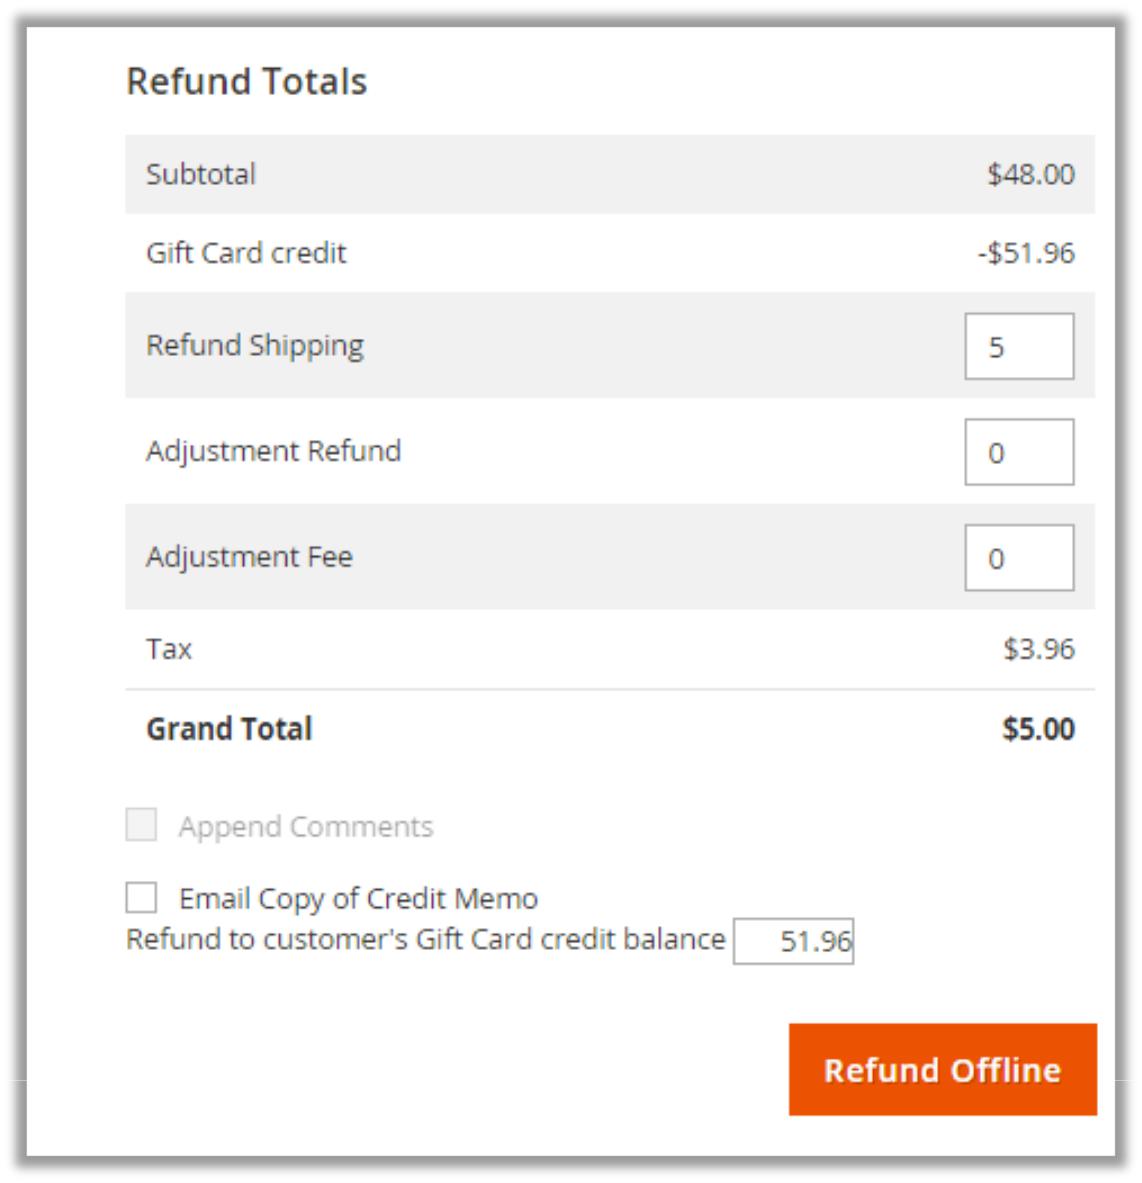 Refund Totals
Subtotal $48.00
Gift Card credit -$51.96
Refund Shipping 5
Adjustment Refund 0
Adjustment Fee 0
Tax $3.96
Grand Total $5.00
Append Comments
Email Copy of Credit Memo
Refund to customer's Gift Card credit balance 51.96
Refund Offline